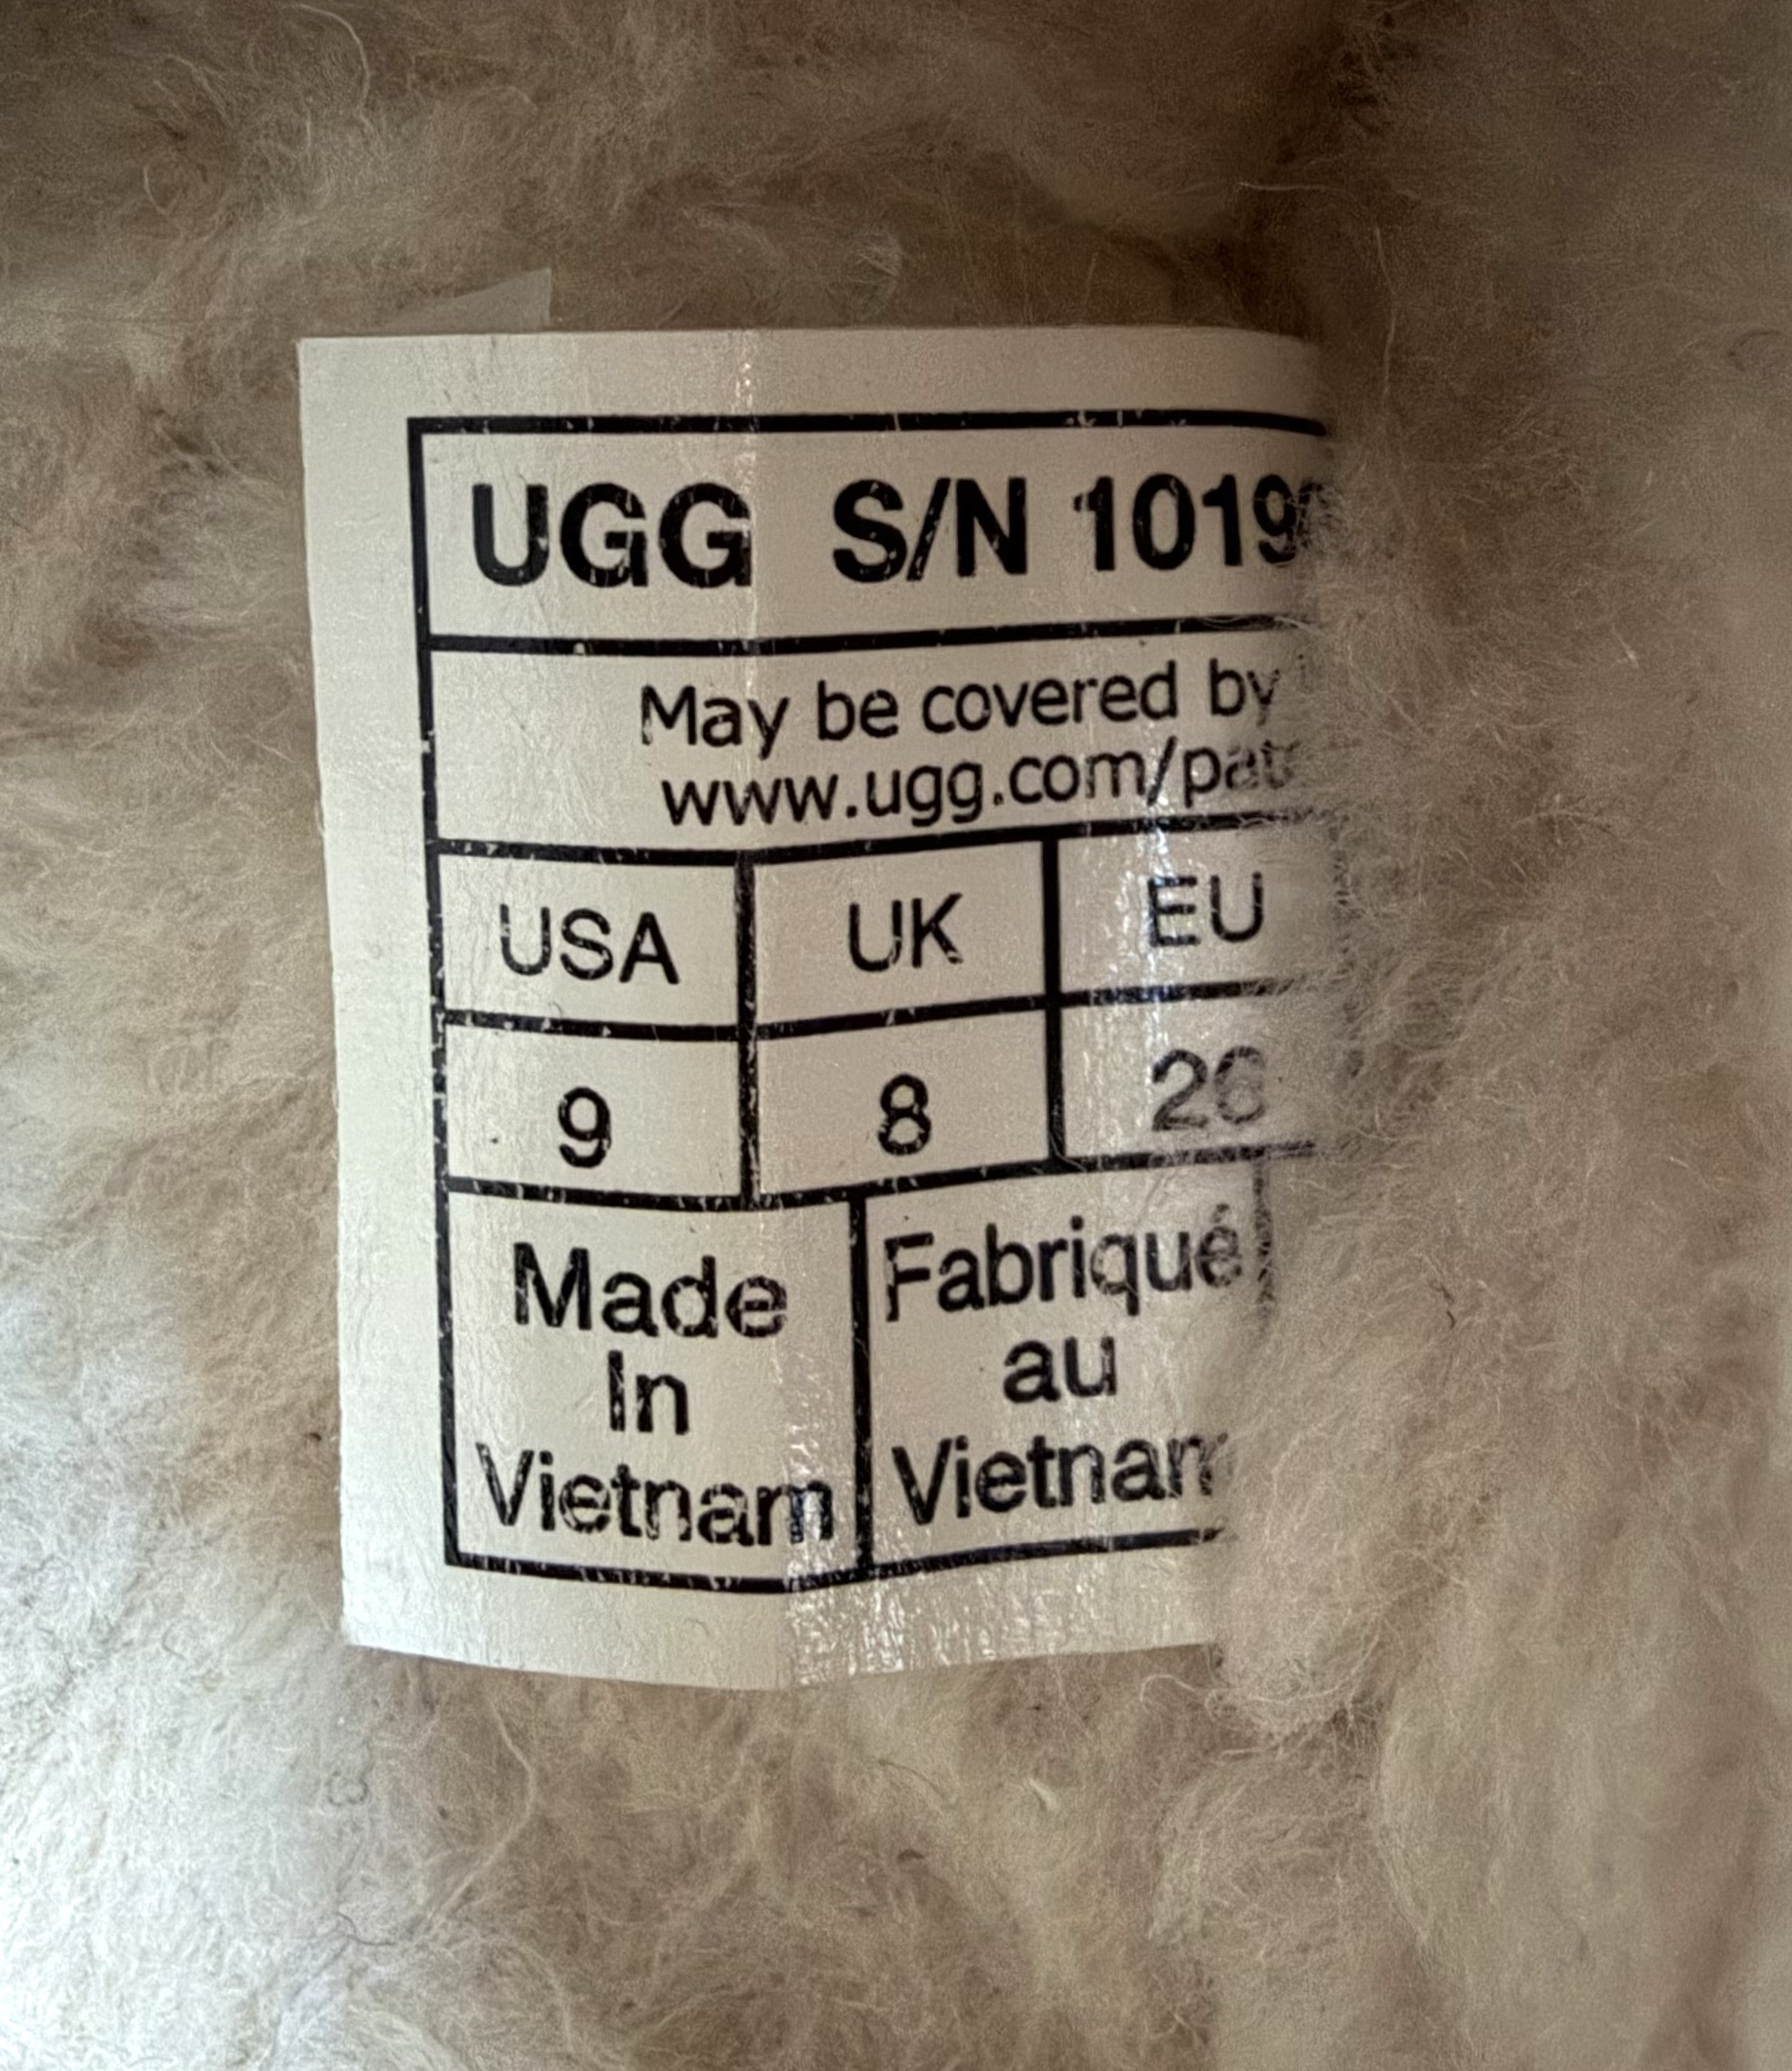 UGG S/N 1019
May be covered by
www.ugg.com/pat
USA UK EU
9 8 26
Made
In
Vietnam
Fabriqué
au
Vietnam